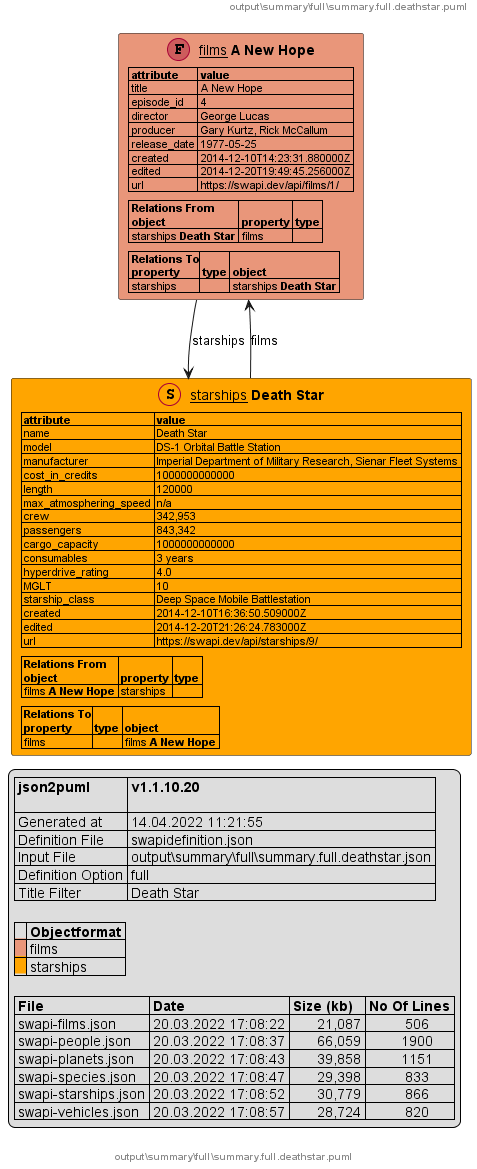 output\summary\full\summary.full.deathstar.puml
F films A New Hope
attribute value
title A New Hope
episode_id 4
director George Lucas
producer Gary Kurtz, Rick McCallum
release_date 1977-05-25
created 2014-12-10T14:23:31.880000Z
edited 2014-12-20T19:49:45.256000Z
url https://swapi.dev/api/films/1/
Relations From
object property type
starships Death Star films
Relations To
property type object
starships starships Death Star
starships films
S starships Death Star
attribute value
name Death Star
model DS-1 Orbital Battle Station
manufacturer Imperial Department of Military Research, Sienar Fleet Systems
cost_in_credits 1000000000000
length 120000
max_atmosphering_speed n/a
crew 342,953
passengers 843,342
cargo_capacity 1000000000000
consumables 3 years
hyperdrive_rating 4.0
MGLT 10
starship_class Deep Space Mobile Battlestation
created 2014-12-10T16:36:50.509000Z
edited 2014-12-20T21:26:24.783000Z
url https://swapi.dev/api/starships/9/
Relations From
object property type
films A New Hope starships
Relations To
property type object
films films A New Hope
json2puml v1.1.10.20
Generated at 14.04.2022 11:21:55
Definition File swapidefinition.json
Input File output\summary\full\summary.full.deathstar.json
Definition Option full
Title Filter Death Star
Objectformat
films
starships
File Date Size (kb) No Of Lines
swapi-films.json 20.03.2022 17:08:22 21,087 506
swapi-people.json 20.03.2022 17:08:37 66,059 1900
swapi-planets.json 20.03.2022 17:08:43 39,858 1151
swapi-species.json 20.03.2022 17:08:47 29,398 833
swapi-starships.json 20.03.2022 17:08:52 30,779 866
swapi-vehicles.json 20.03.2022 17:08:57 28,724 820
output\summary\full\summary.full.deathstar.puml